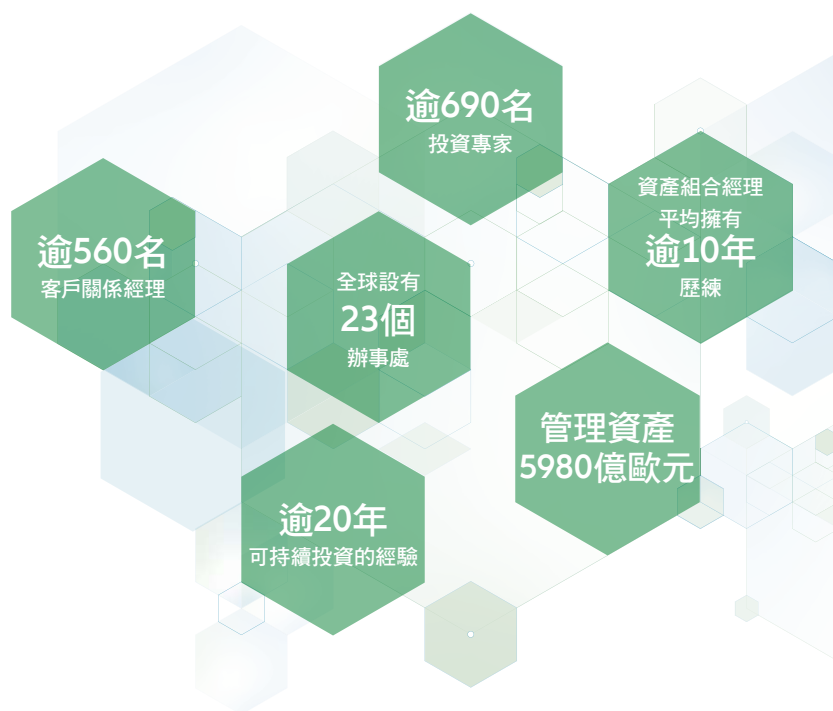 逾690名
投資專家
資產組合經理
平均擁有
逾10年
歷練
逾560名
客戶關係經理
全球設有
23個
辦事處
管理資產
5980億歐元
逾20年
可持續投資的經驗